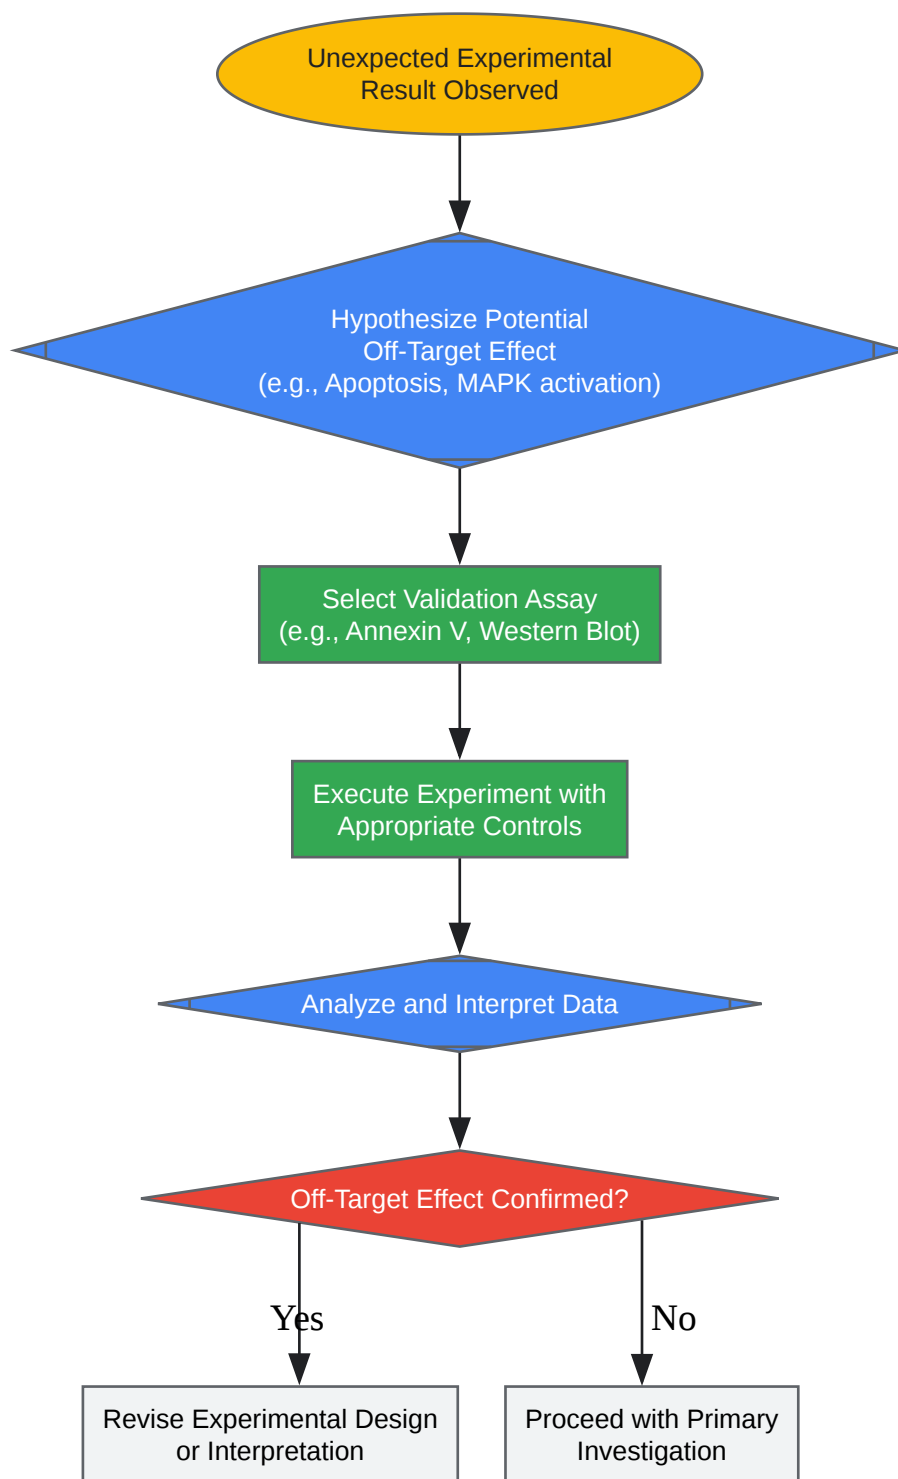 Unexpected Experimental
Result Observed
Hypothesize Potential
Off-Target Effect
(e.g., Apoptosis, MAPK activation)
Select Validation Assay
(e.g., Annexin V, Western Blot)
Execute Experiment with
Appropriate Controls
Analyze and Interpret Data
Off-Target Effect Confirmed?
Yes
No
Revise Experimental Design
or Interpretation
Proceed with Primary
Investigation